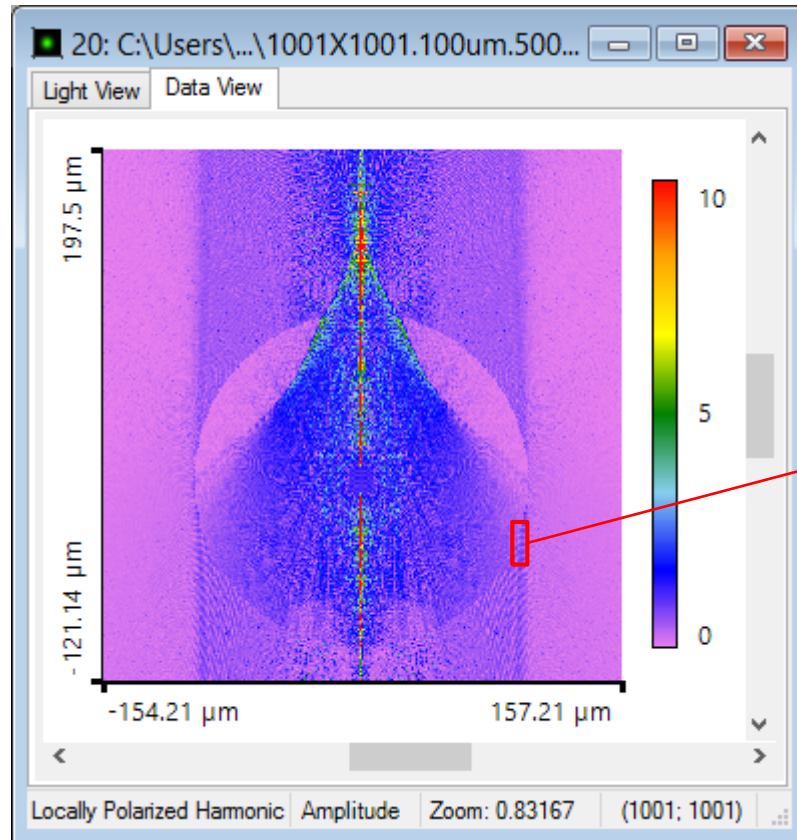 20: C:\Users\...\1001X1001.100um.500...
Light View Data View
197.5 µm
-121.14 µm
-154.21 µm 157.21 µm
10
5
0
Locally Polarized Harmonic Amplitude Zoom: 0.83167 (1001; 1001)